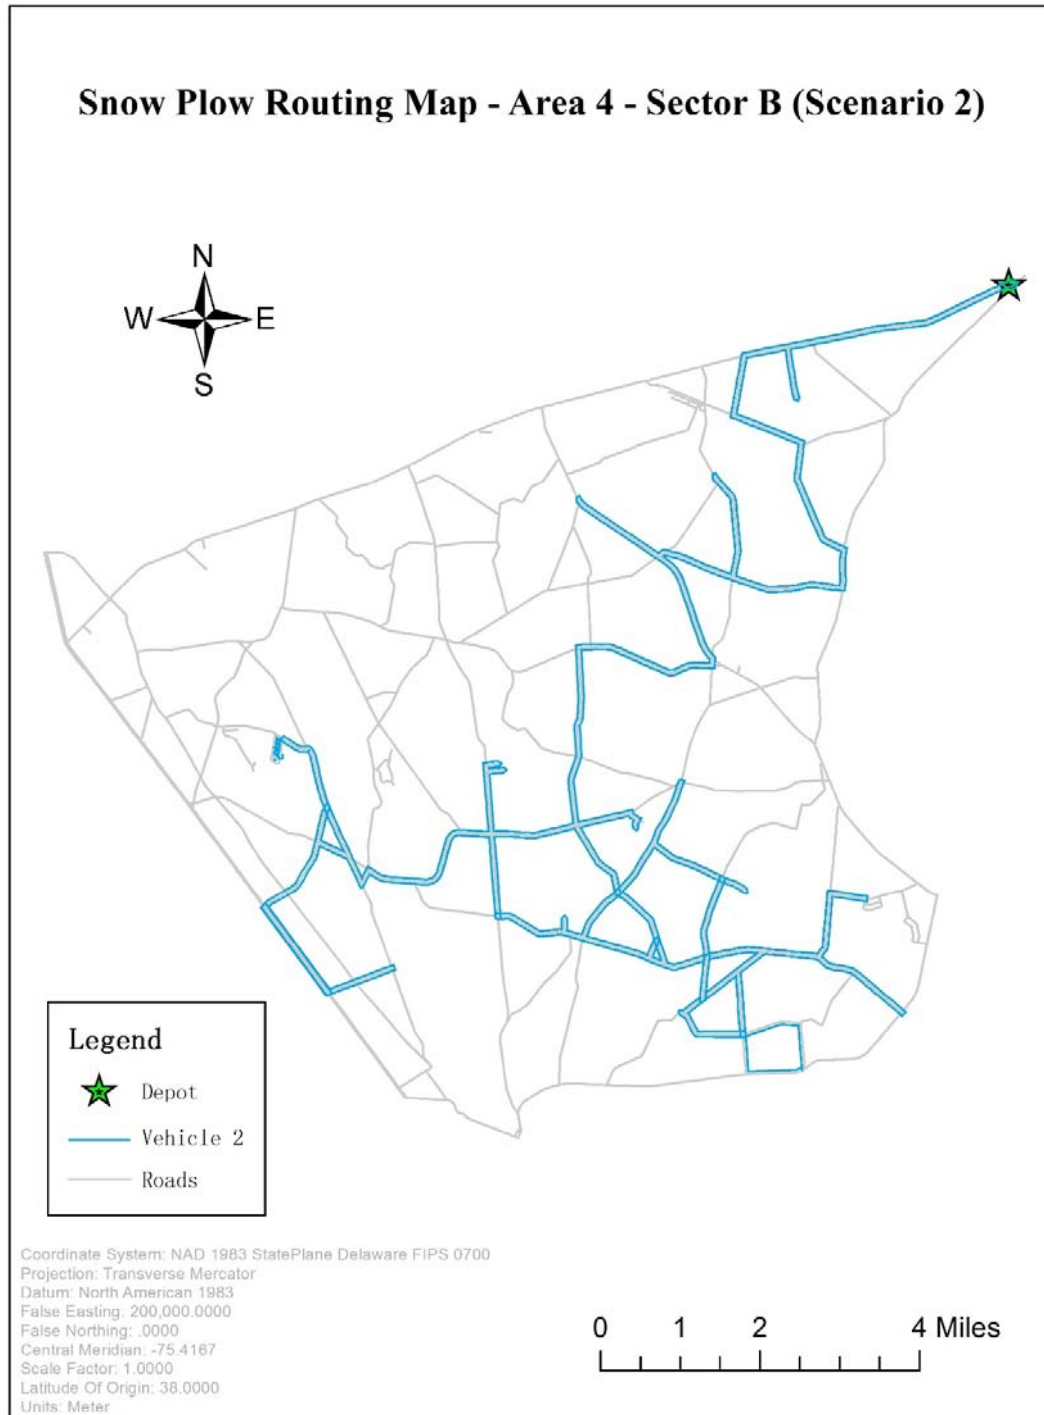 Snow Plow Routing Map - Area 4 - Sector B (Scenario 2)
N
W E
S
Legend
Depot
Vehicle 2
Roads
Coordinate System: NAD 1983 StatePlane Delaware FIPS 0700
Projection: Transverse Mercator
Datum: North American 1983
False Easting: 200,000.0000
False Northing: .0000
Central Meridian: -75.4167
Scale Factor: 1.0000
Latitude Of Origin: 38.0000
Units: Meter
0 1 2 4 Miles